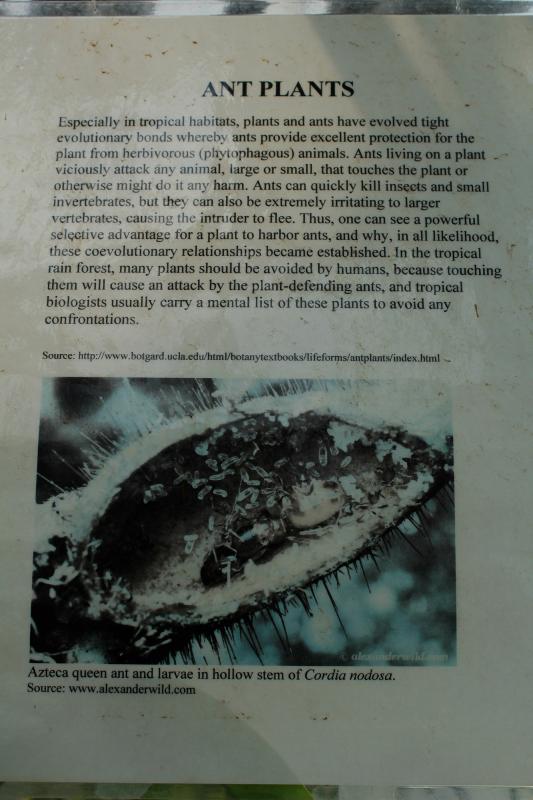 ANT PLANTS
Especially in tropical habitats, plants and ants have evolved tight
evolutionary bonds whereby ants provide excellent protection for the
plant from herbivorous (phytophagous) animals. Ants living on a plant
viciously attack any animal, large or small, that touches the plant or
otherwise might do it any harm. Ants can quickly kill insects and small
invertebrates, but they can also be extremely irritating to larger
vertebrates, causing the intruder to flee. Thus, one can see a powerful
selective advantage for a plant to harbor ants, and why, in all likelihood,
these coevolutionary relationships became established. In the tropical
rain forest, many plants should be avoided by humans, because touching
them will cause an attack by the plant-defending ants, and tropical
biologists usually carry a mental list of these plants to avoid any
confrontations.
Source: http://www.botgard.ucla.edu/html/botanytextbooks/lifeforms/antplants/index.html
© alexanderwild.com
Azteca queen ant and larvae in hollow stem of Cordia nodosa.
Source: www.alexanderwild.com